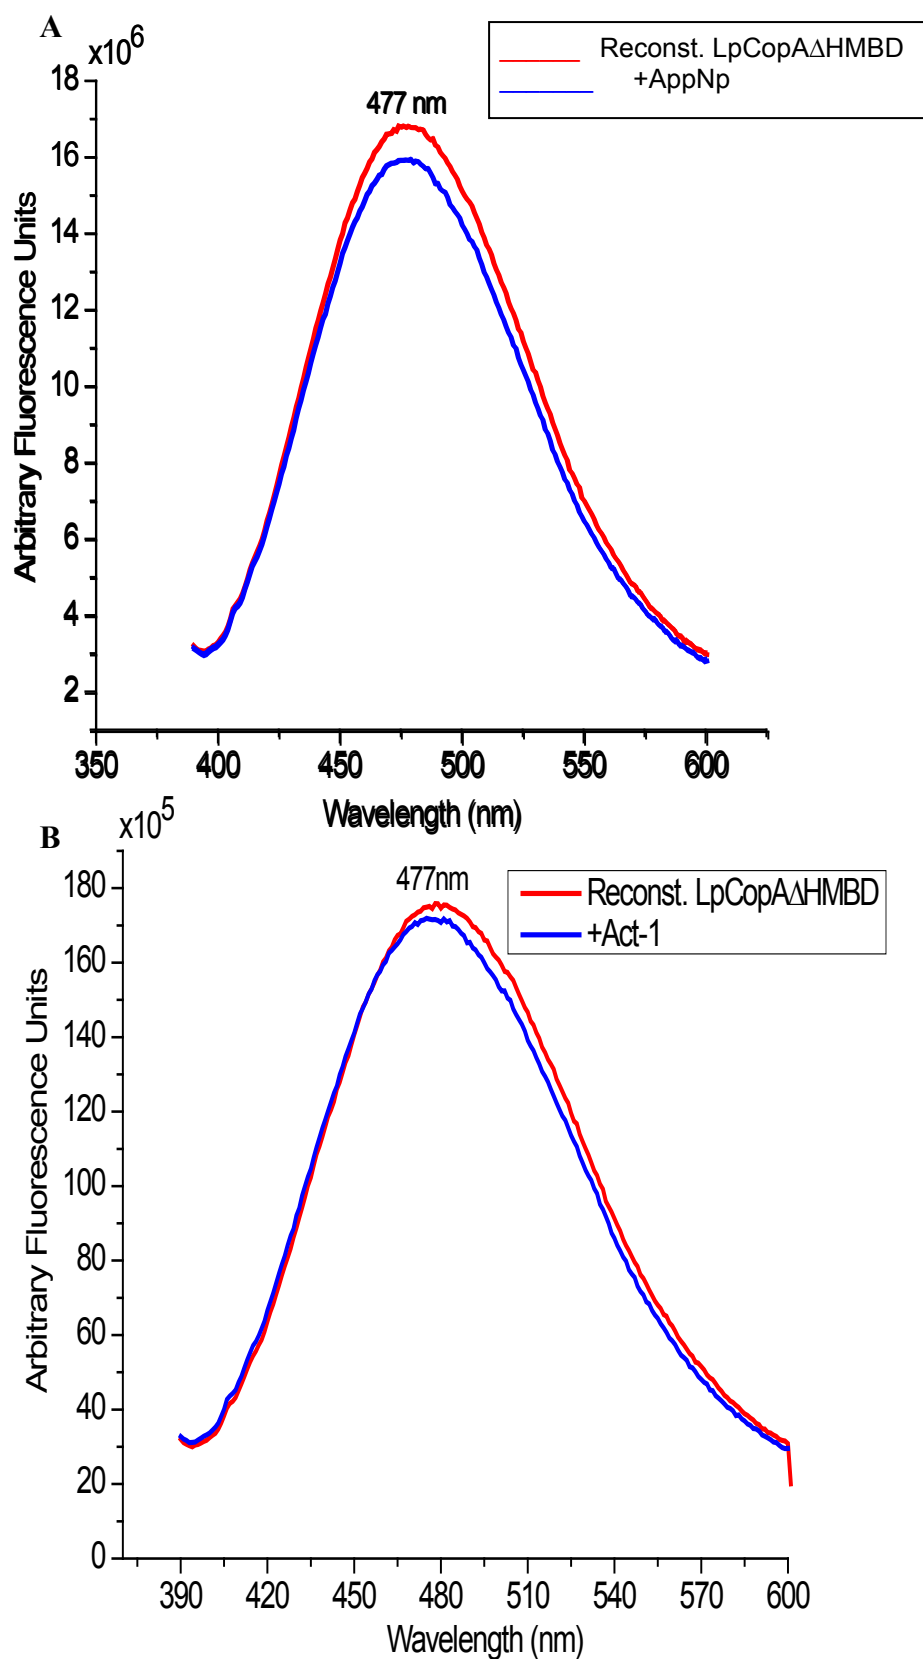 A
x10^6
Reconst. LpCopAΔHMBD
+AppNp
477 nm
18
16
14
12
10
8
6
4
2
Arbitrary Fluorescence Units
350 400 450 500 550 600
Wavelength (nm)
B
x10^5
477nm
Reconst. LpCopAΔHMBD
+Act-1
180
160
140
120
100
80
60
40
20
0
Arbitrary Fluorescence Units
390 420 450 480 510 540 570 600
Wavelength (nm)